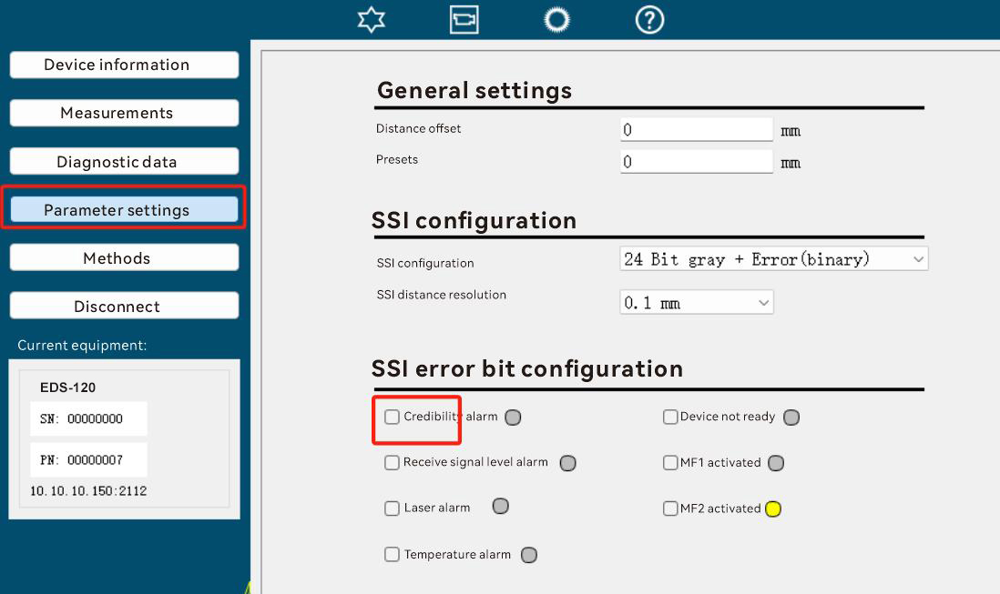 ?
Device information
Measurements
Diagnostic data
Parameter settings
Methods
Disconnect
Current equipment:
EDS-120
SN: 00000000
PN: 00000007
10.10.10.150:2112
General settings
Distance offset 0 mm
Presets 0 mm
SSI configuration
SSI configuration 24 Bit gray + Error(binary)
SSI distance resolution 0.1 mm
SSI error bit configuration
Credibility alarm Device not ready
Receive signal level alarm MF1 activated
Laser alarm MF2 activated
Temperature alarm